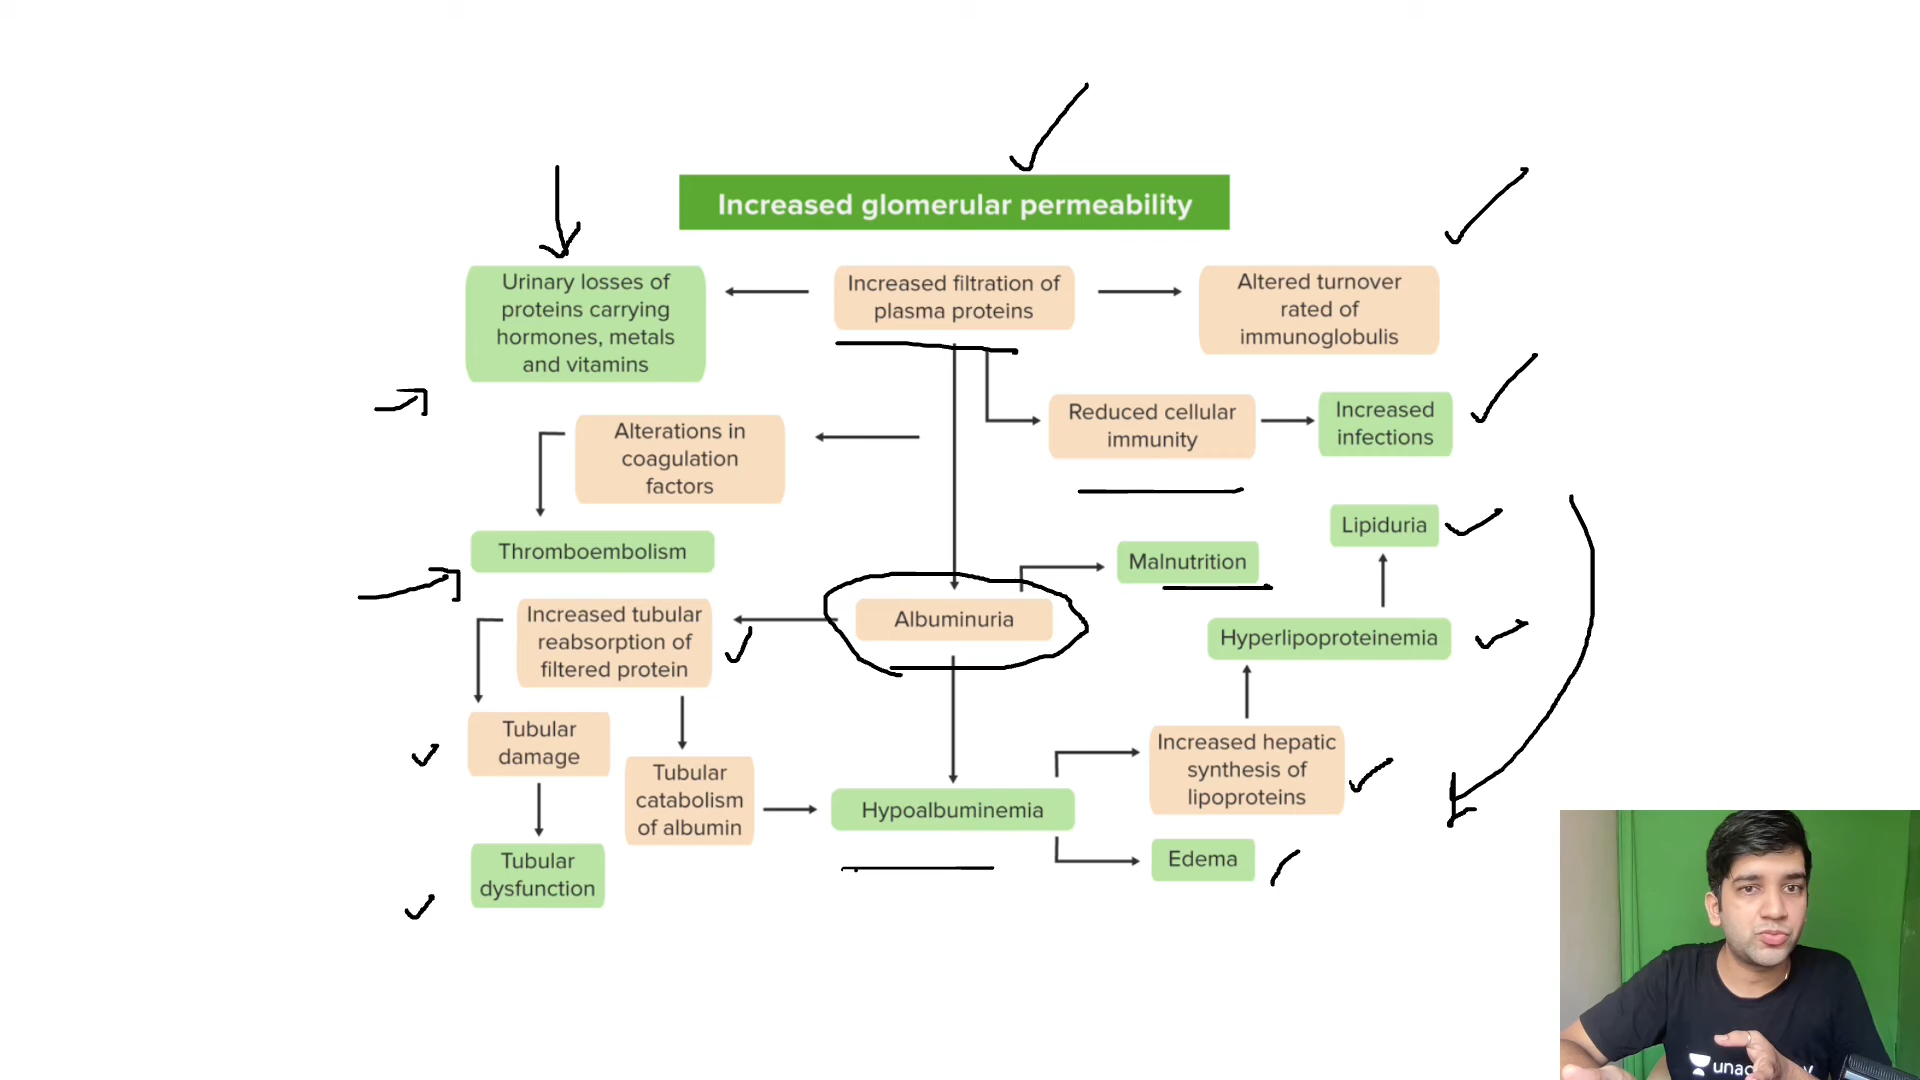 Increased glomerular permeability
Urinary losses of
proteins carrying
hormones, metals
and vitamins
Increased filtration of
plasma proteins
Altered turnover
rated of
immunoglobulis
Alterations in
coagulation
factors
Reduced cellular
immunity
Increased
infections
Thromboembolism
Malnutrition
Lipiduria
Increased tubular
reabsorption of
filtered protein
Albuminuria
Hyperlipoproteinemia
Tubular
damage
Tubular
catabolism
of albumin
Hypoalbuminemia
Increased hepatic
synthesis of
lipoproteins
Tubular
dysfunction
Edema